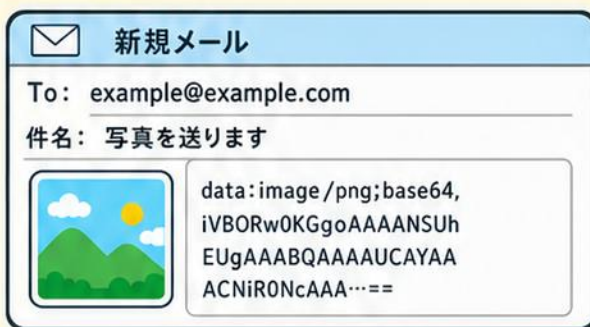 新規メール
To: example@example.com
件名: 写真を送ります
data:image/png;base64,
iVBORw0KGgoAAAANSUh
EUgAAABQAAAAUCAYAA
ACNiR0NcAAA…==